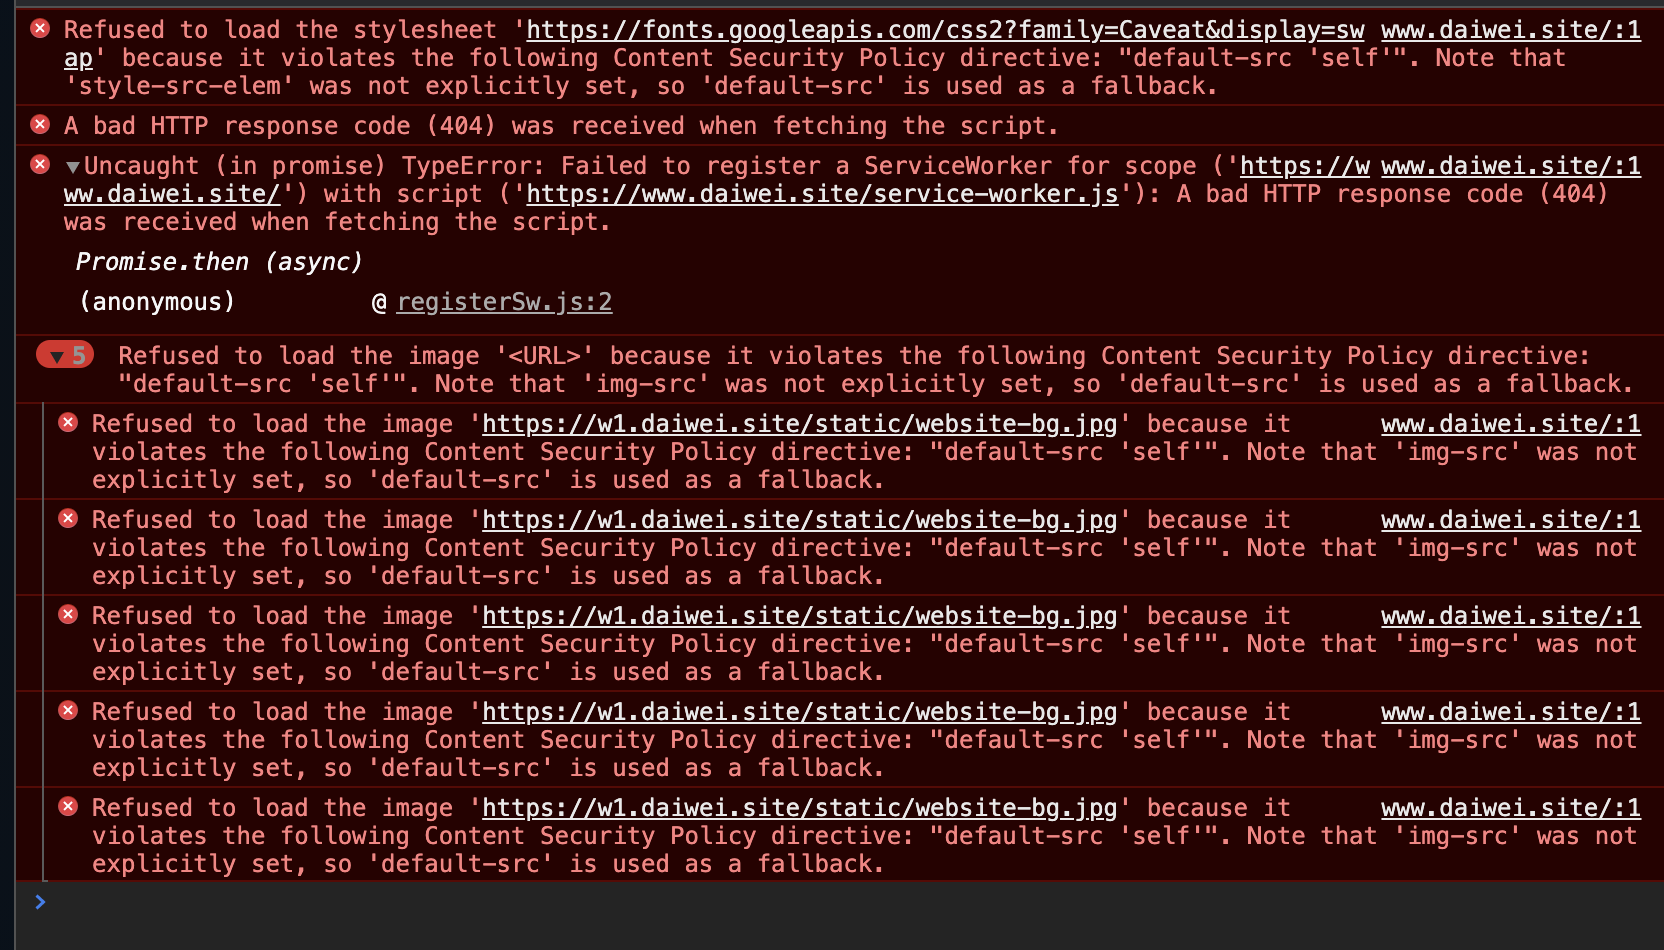 Refused to load the stylesheet 'https://fonts.googleapis.com/css2?family=Caveat&display=sw www.daiwei.site/:1
ap' because it violates the following Content Security Policy directive: "default-src 'self'". Note that
'style-src-elem' was not explicitly set, so 'default-src' is used as a fallback.
A bad HTTP response code (404) was received when fetching the script.
▼Uncaught (in promise) TypeError: Failed to register a ServiceWorker for scope ('https://w www.daiwei.site/:1
ww.daiwei.site/') with script ('https://www.daiwei.site/service-worker.js'): A bad HTTP response code (404)
was received when fetching the script.
Promise.then (async)
(anonymous) @ registerSw.js:2
▼ 5 Refused to load the image '<URL>' because it violates the following Content Security Policy directive:
"default-src 'self'". Note that 'img-src' was not explicitly set, so 'default-src' is used as a fallback.
Refused to load the image 'https://w1.daiwei.site/static/website-bg.jpg' because it www.daiwei.site/:1
violates the following Content Security Policy directive: "default-src 'self'". Note that 'img-src' was not
explicitly set, so 'default-src' is used as a fallback.
Refused to load the image 'https://w1.daiwei.site/static/website-bg.jpg' because it www.daiwei.site/:1
violates the following Content Security Policy directive: "default-src 'self'". Note that 'img-src' was not
explicitly set, so 'default-src' is used as a fallback.
Refused to load the image 'https://w1.daiwei.site/static/website-bg.jpg' because it www.daiwei.site/:1
violates the following Content Security Policy directive: "default-src 'self'". Note that 'img-src' was not
explicitly set, so 'default-src' is used as a fallback.
Refused to load the image 'https://w1.daiwei.site/static/website-bg.jpg' because it www.daiwei.site/:1
violates the following Content Security Policy directive: "default-src 'self'". Note that 'img-src' was not
explicitly set, so 'default-src' is used as a fallback.
Refused to load the image 'https://w1.daiwei.site/static/website-bg.jpg' because it www.daiwei.site/:1
violates the following Content Security Policy directive: "default-src 'self'". Note that 'img-src' was not
explicitly set, so 'default-src' is used as a fallback.